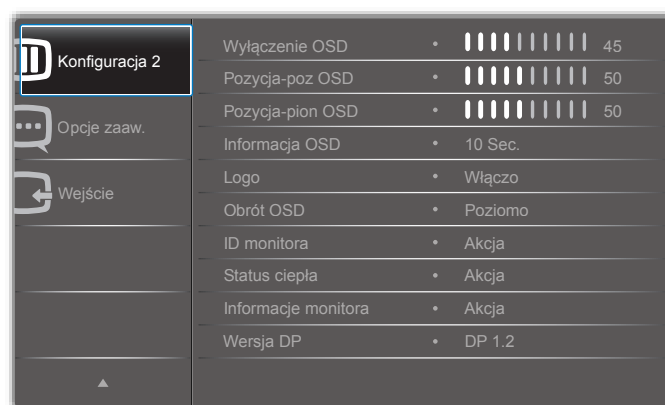 Konfiguracja 2
Opcje zaaw.
Wejście
Wyłączenie OSD • 45
Pozycja-poz OSD • 50
Pozycja-pion OSD • 50
Informacja OSD • 10 Sec.
Logo • Włączo
Obrót OSD • Poziomo
ID monitora • Akcja
Status ciepła • Akcja
Informacje monitora • Akcja
Wersja DP • DP 1.2